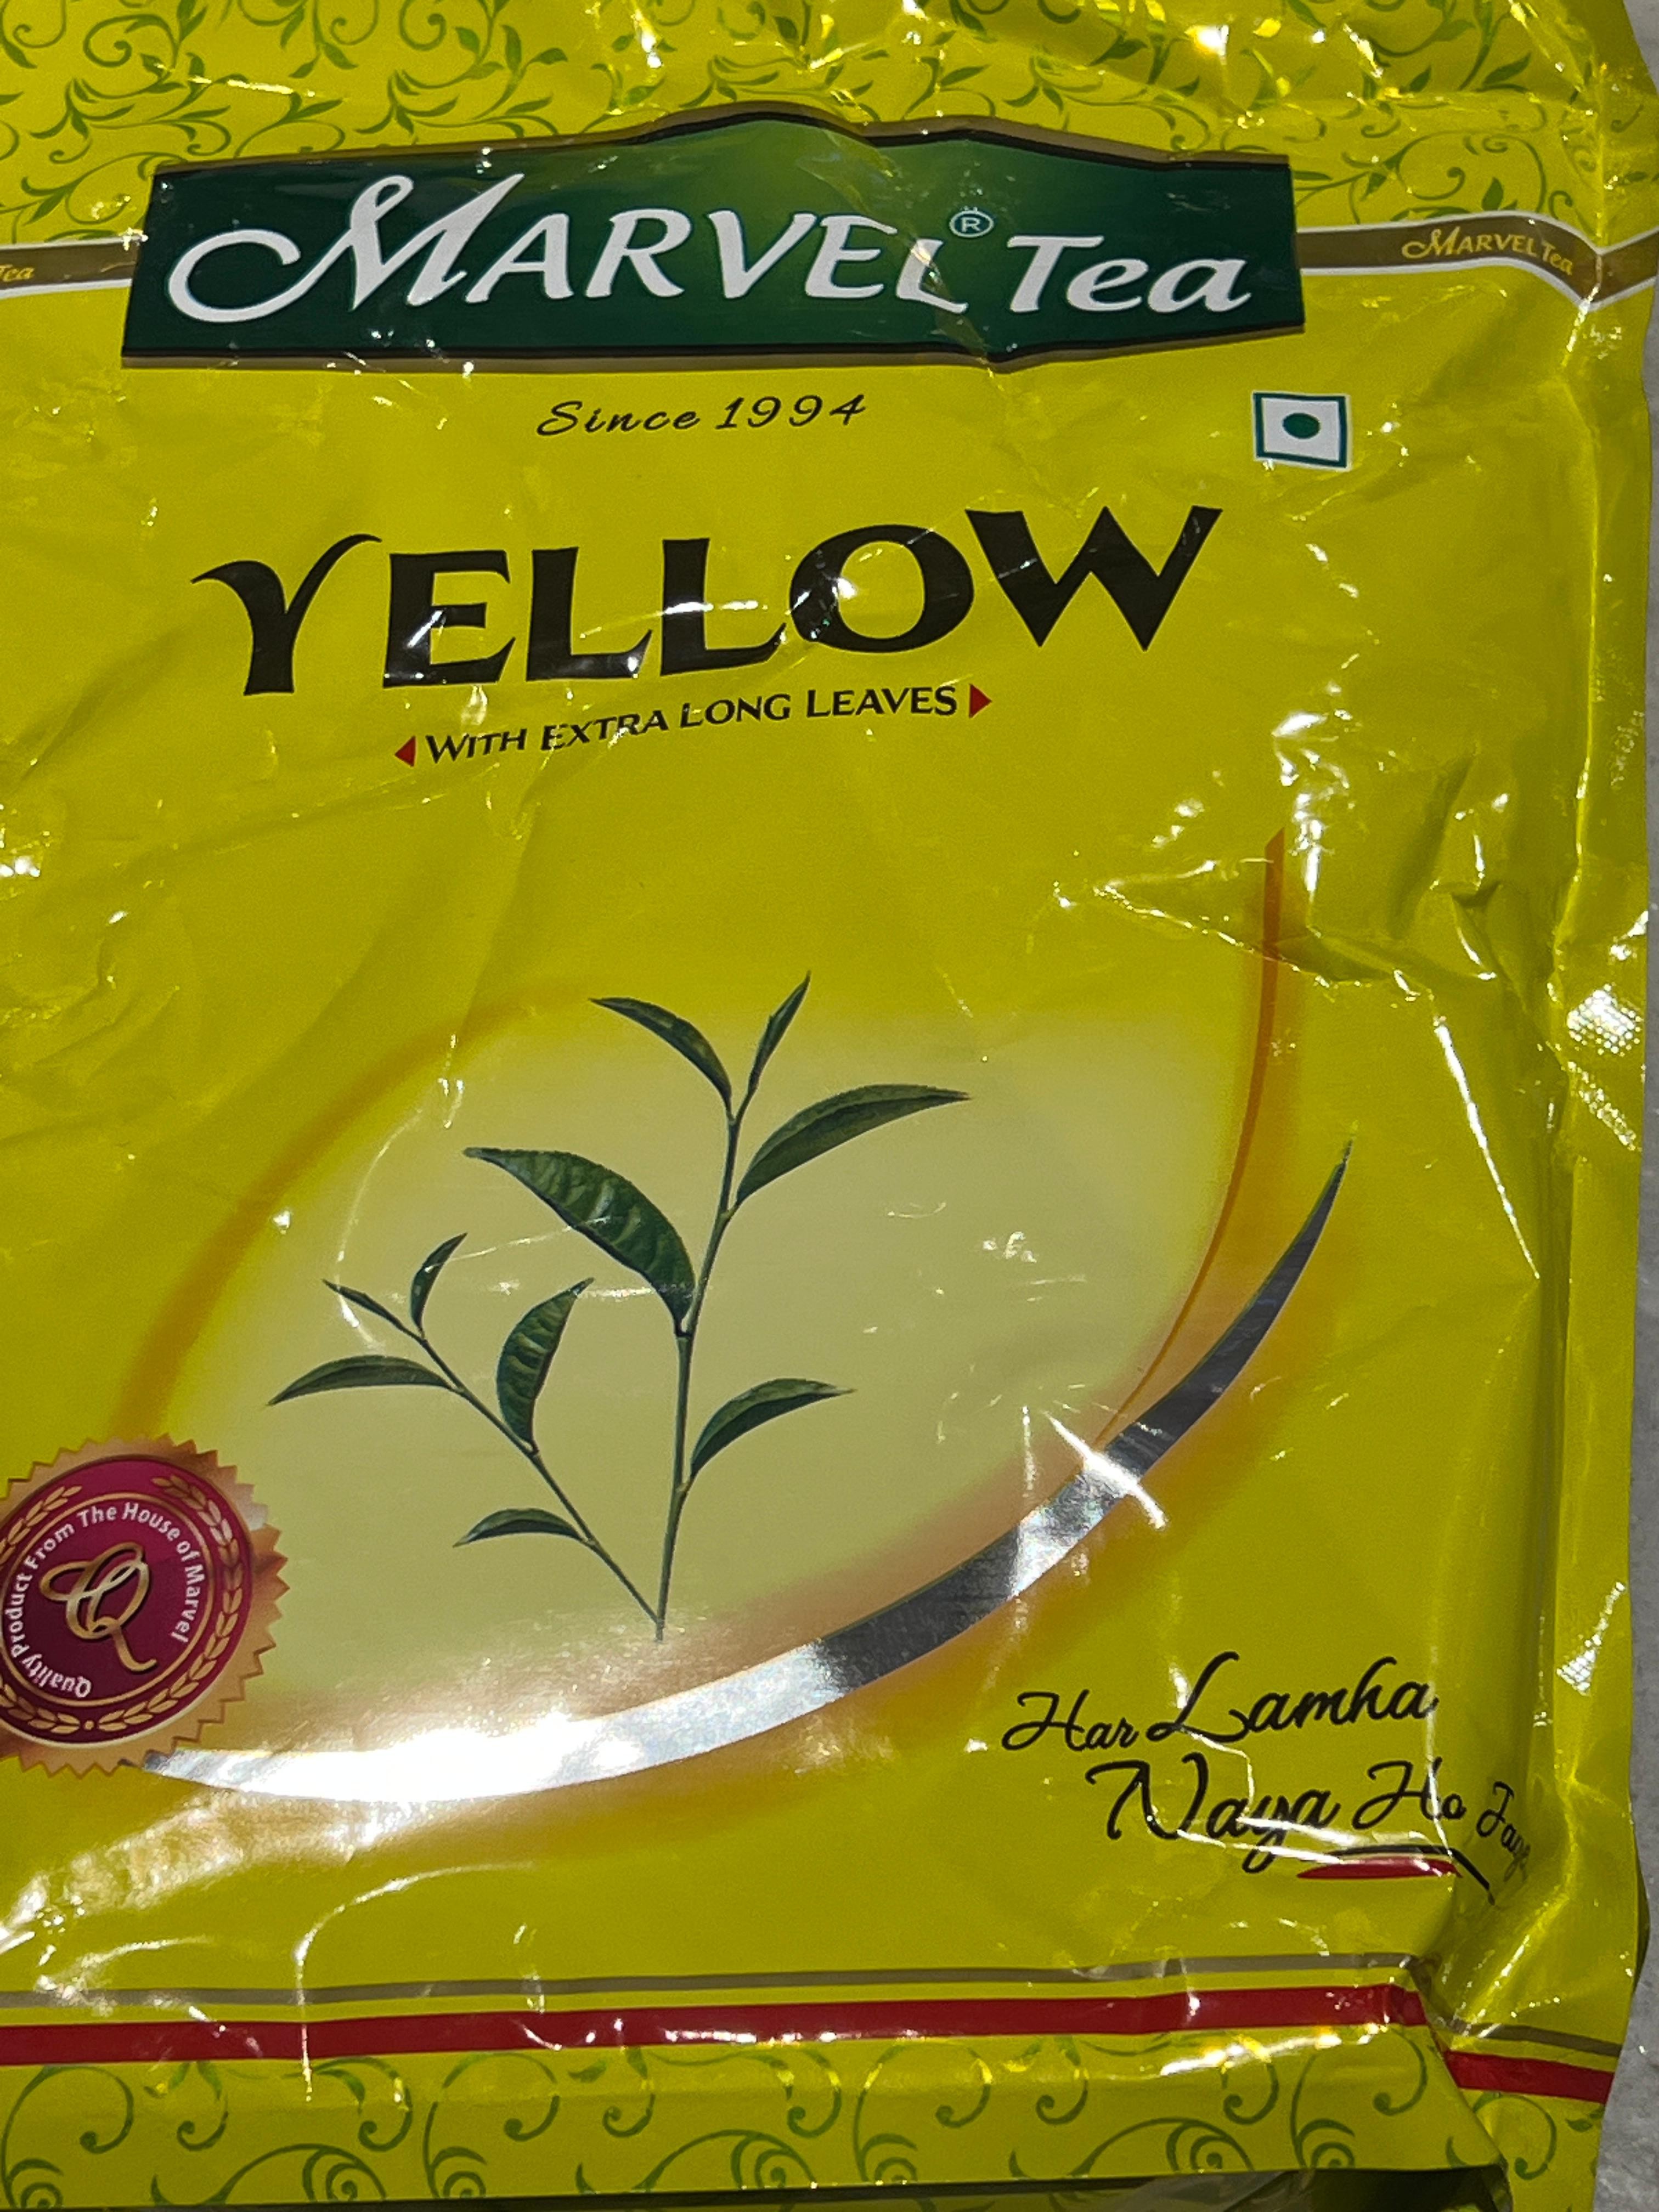 MARVEL® Tea
Tea
MARVEL Tea
Since 1994
YELLOW
WITH EXTRA LONG LEAVES
Quality Product From The House of Marvel
Q
Har Lamha
Naya Ho Jaye